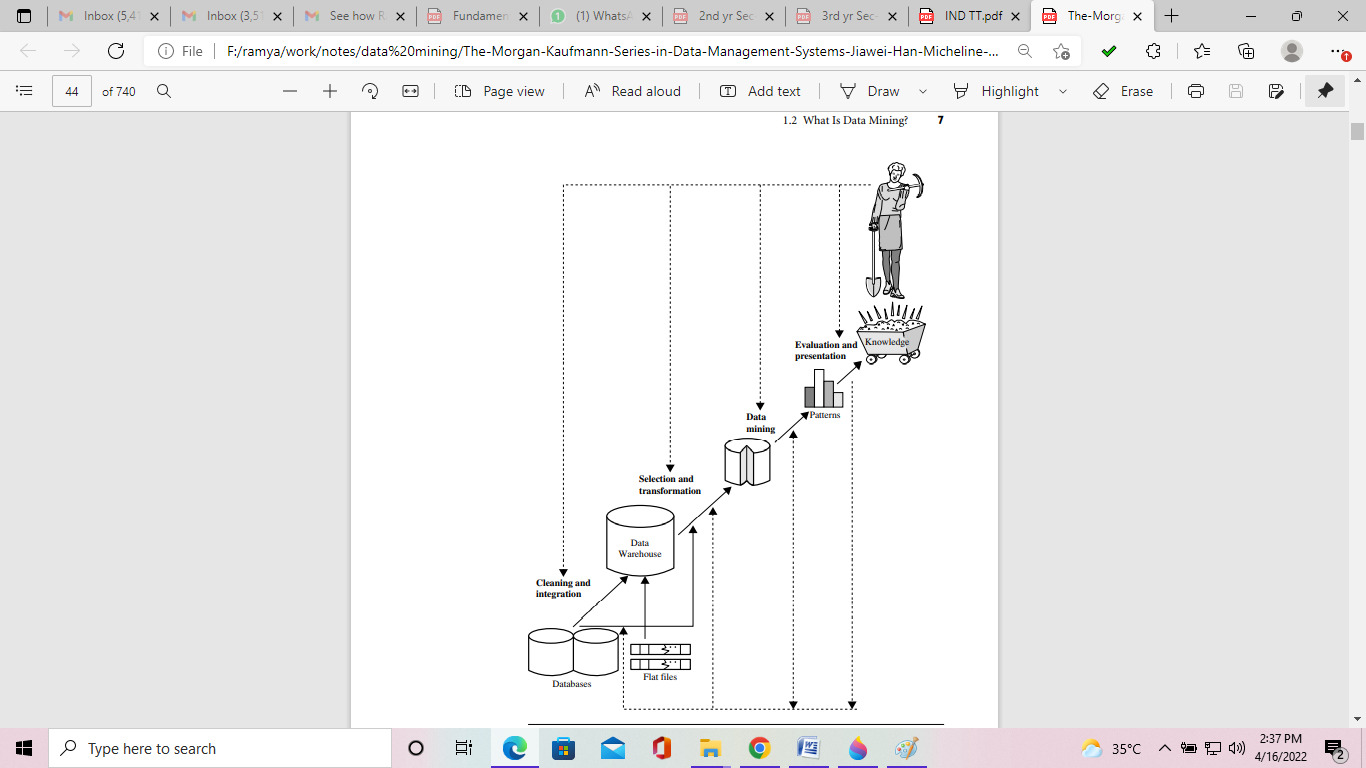 Inbox (5,4
Inbox (3,5
See how R
Fundamen
(1) WhatsA
2nd yr Sec
3rd yr Sec-
IND TT.pdf
The-Morg
File
F:/ramya/work/notes/data%20mining/The-Morgan-Kaufmann-Series-in-Data-Management-Systems-Jiawei-Han-Micheline-...
44 of 740
Page view
Read aloud
Add text
Draw
Highlight
Erase
1.2 What Is Data Mining? 7
Knowledge
Evaluation and
presentation
Patterns
Data
mining
Selection and
transformation
Data
Warehouse
Cleaning and
integration
Databases
Flat files
Type here to search
35°C
2:37 PM
4/16/2022
2